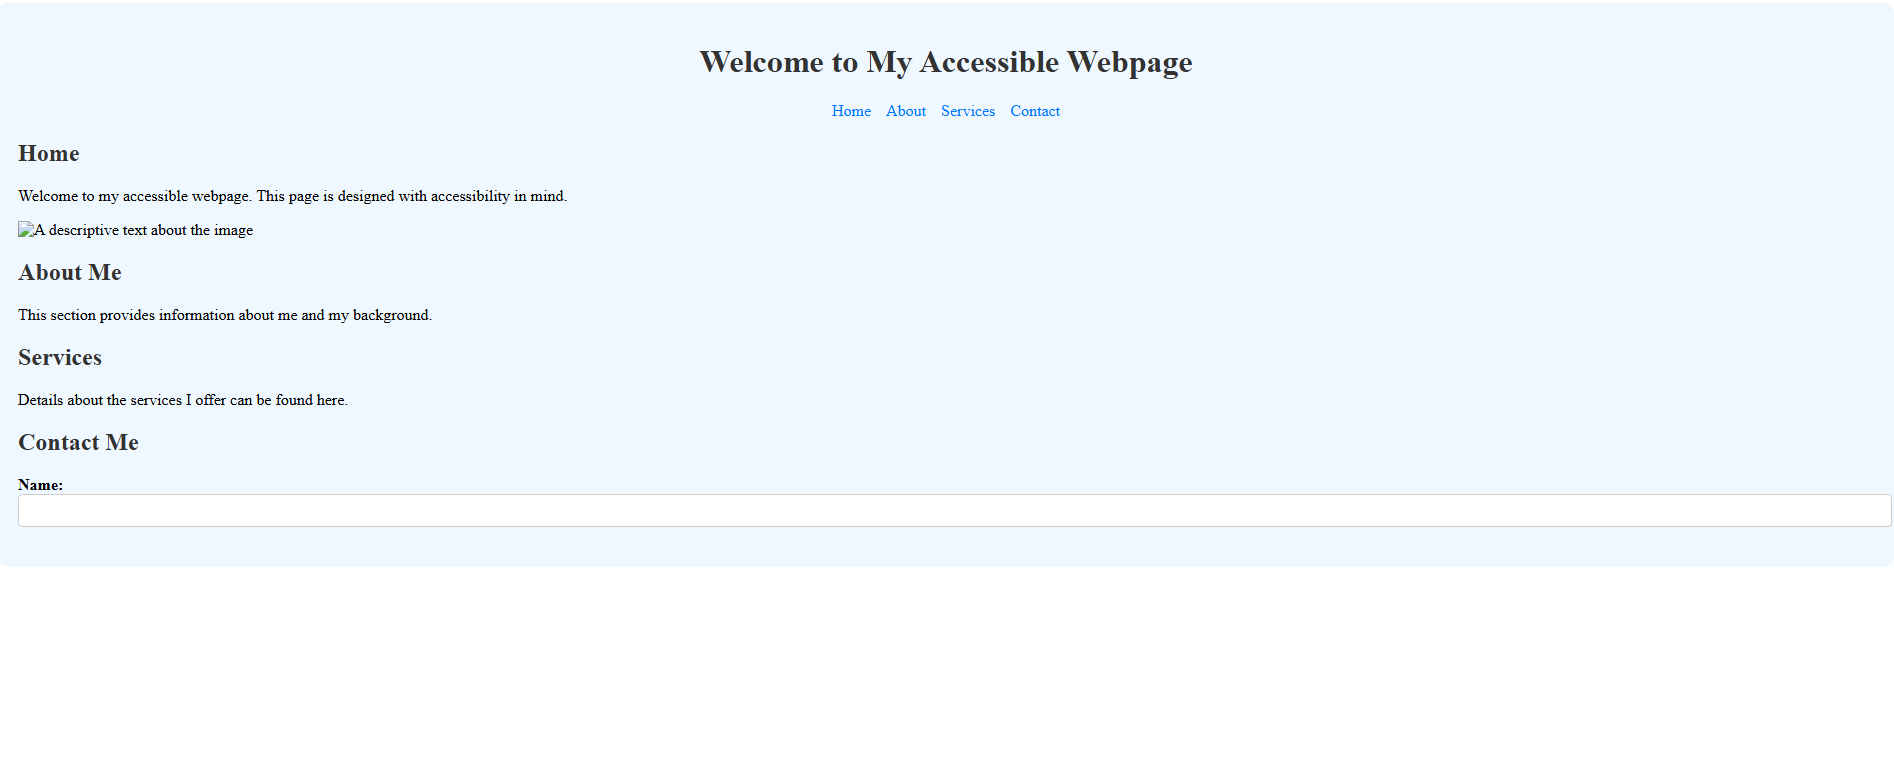 Welcome to My Accessible Webpage
Home About Services Contact
Home
Welcome to my accessible webpage. This page is designed with accessibility in mind.
A descriptive text about the image
About Me
This section provides information about me and my background.
Services
Details about the services I offer can be found here.
Contact Me
Name: